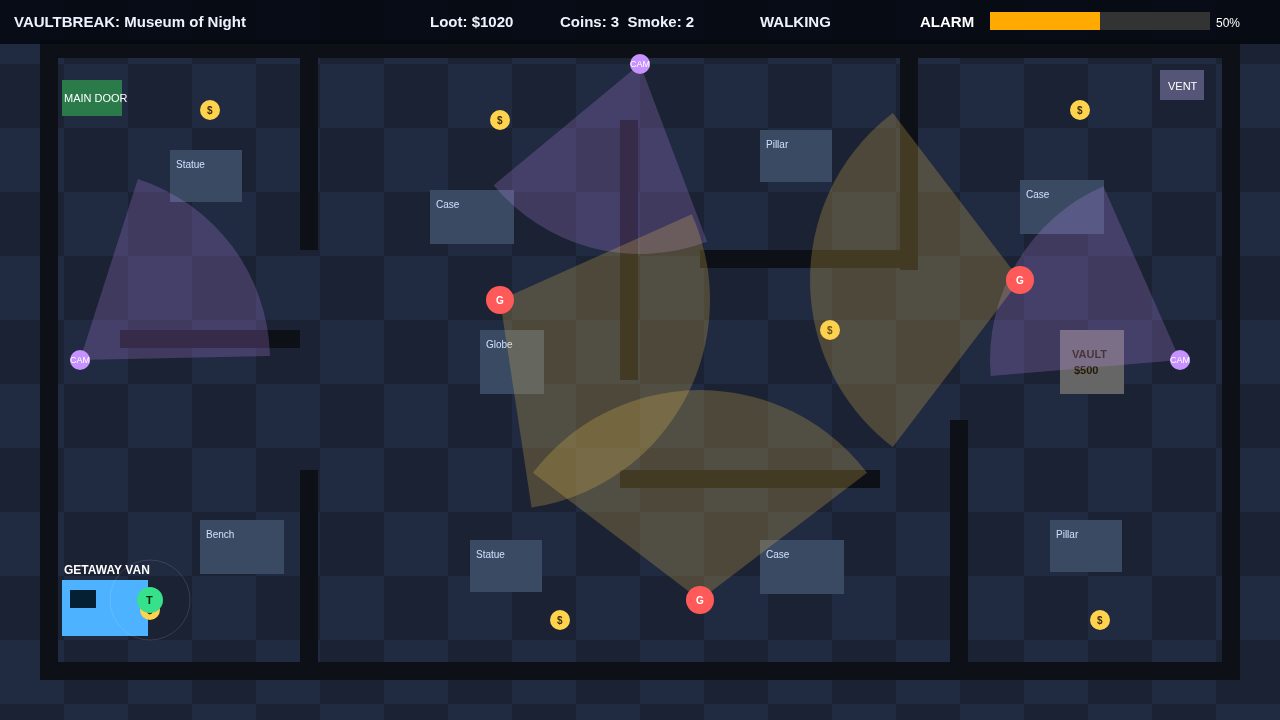 VAULTBREAK: Museum of Night
Loot: $1020
Coins: 3 Smoke: 2
WALKING
ALARM
50%
CAM
MAIN DOOR
VENT
$
$
$
Pillar
Statue
Case
Case
G
G
$
Globe
VAULT
$500
CAM
CAM
Bench
Pillar
Statue
Case
GETAWAY VAN
T
G
$
$